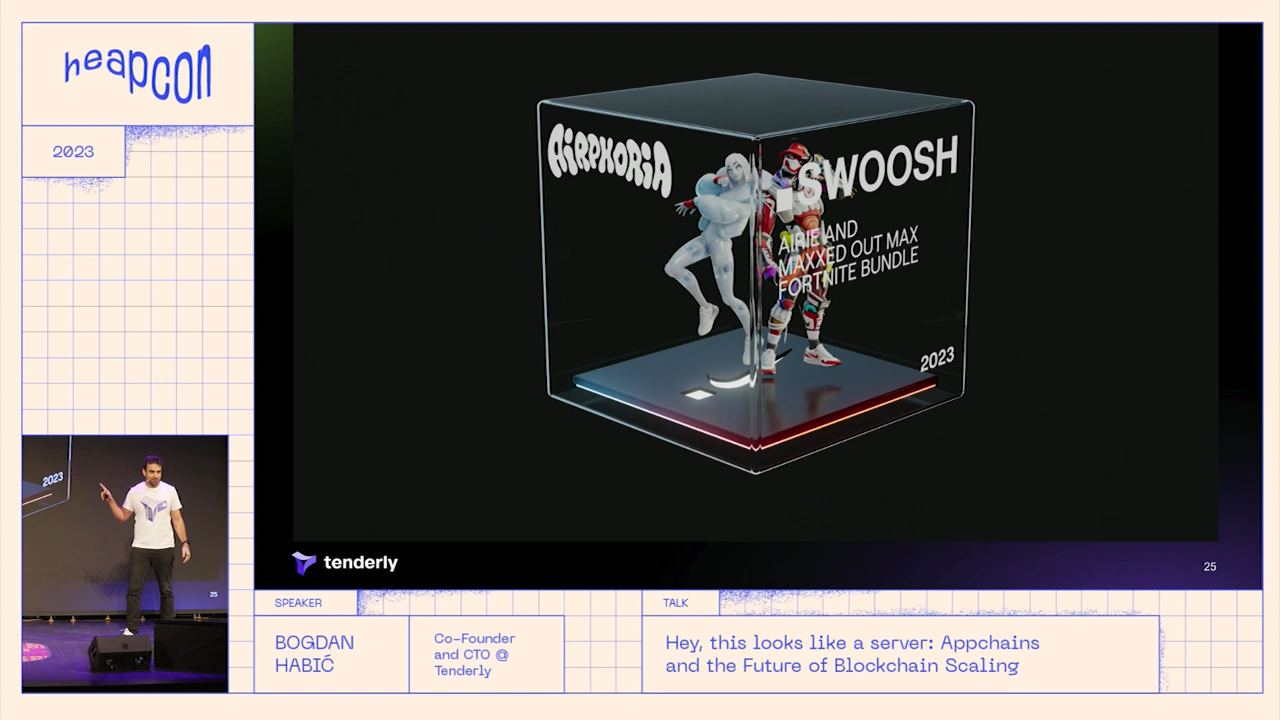 heapcon
2023
AIRPHORIA
.SWOOSH
AIRIE AND
MAXXED OUT MAX
FORTNITE BUNDLE
2023
tenderly
25
2023
25
SPEAKER
BOGDAN
HABIĆ
Co-Founder
and CTO @
Tenderly
TALK
Hey, this looks like a server: Appchains
and the Future of Blockchain Scaling